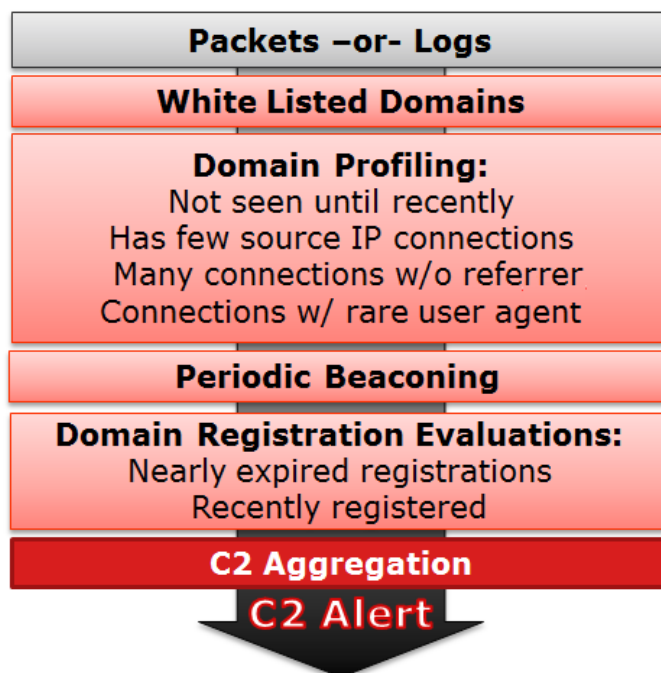 Packets –or- Logs
White Listed Domains
Domain Profiling:
Not seen until recently
Has few source IP connections
Many connections w/o referrer
Connections w/ rare user agent
Periodic Beaconing
Domain Registration Evaluations:
Nearly expired registrations
Recently registered
C2 Aggregation
C2 Alert